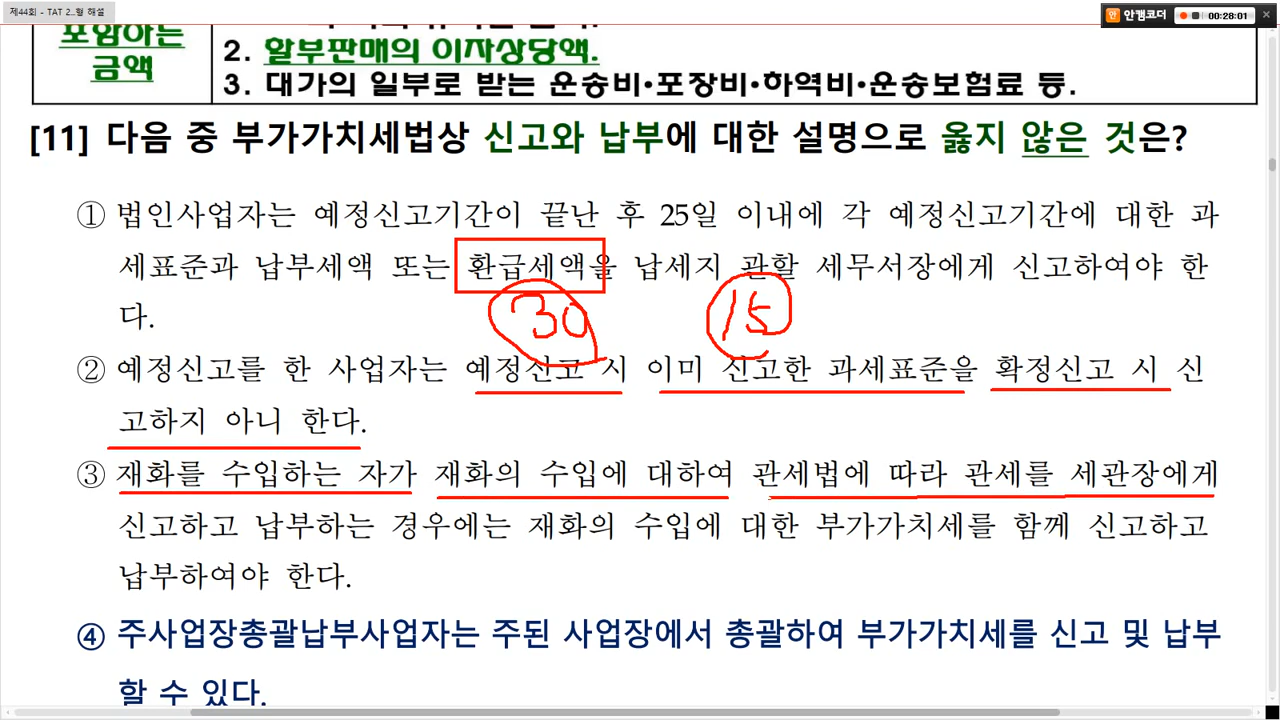 제44회 - TAT 2...형 해설
안캠코더 00:28:01
포함하는
금액
2. 할부판매의 이자상당액.
3. 대가의 일부로 받는 운송비•포장비•하역비•운송보험료 등.
[11] 다음 중 부가가치세법상 신고와 납부에 대한 설명으로 옳지 않은 것은?
① 법인사업자는 예정신고기간이 끝난 후 25일 이내에 각 예정신고기간에 대한 과
세표준과 납부세액 또는 환급세액을 납세지 관할 세무서장에게 신고하여야 한
다.
30 15
② 예정신고를 한 사업자는 예정신고 시 이미 신고한 과세표준을 확정신고 시 신
고하지 아니 한다.
③ 재화를 수입하는 자가 재화의 수입에 대하여 관세법에 따라 관세를 세관장에게
신고하고 납부하는 경우에는 재화의 수입에 대한 부가가치세를 함께 신고하고
납부하여야 한다.
④ 주사업장총괄납부사업자는 주된 사업장에서 총괄하여 부가가치세를 신고 및 납부
할 수 있다.